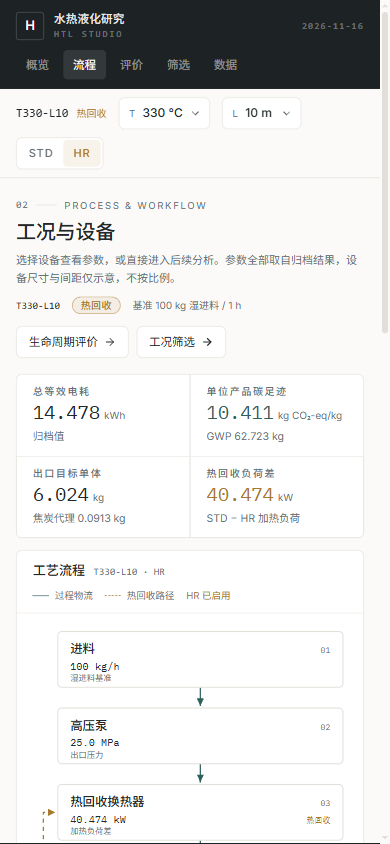 H
水热液化研究
HTL STUDIO
2026-11-16
概览 流程 评价 筛选 数据
T330-L10 热回收 T 330 °C L 10 m
STD HR
02 PROCESS & WORKFLOW
工况与设备
选择设备查看参数，或直接进入后续分析。参数全部取自归档结果，设
备尺寸与间距仅示意，不按比例。
T330-L10 热回收 基准 100 kg 湿进料 / 1 h
生命周期评价 → 工况筛选 →
总等效电耗
14.478 kWh
归档值
单位产品碳足迹
10.411 kg CO₂-eq/kg
GWP 62.723 kg
出口目标单体
6.024 kg
焦炭代理 0.0913 kg
热回收负荷差
40.474 kW
STD − HR 加热负荷
工艺流程 T330-L10 · HR
过程物流 热回收路径 HR 已启用
进料 01
100 kg/h
湿进料基准
高压泵 02
25.0 MPa
出口压力
热回收换热器 03
40.474 kW 热回收
加热负荷差